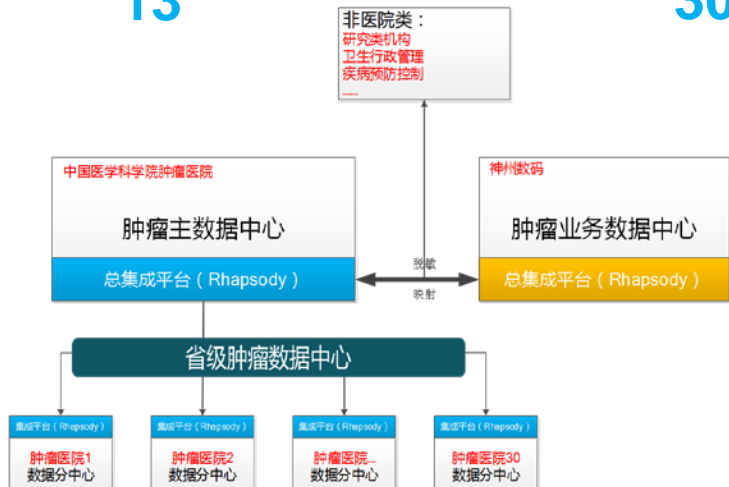 13
30
非医院类：
研究类机构
卫生行政管理
疾病预防控制
......
中国医学科学院肿瘤医院
肿瘤主数据中心
总集成平台（Rhapsody）
神州数码
肿瘤业务数据中心
总集成平台（Rhapsody）
脱敏
映射
省级肿瘤数据中心
集成平台（Rhapsody）
肿瘤医院1
数据分中心
集成平台（Rhapsody）
肿瘤医院2
数据分中心
集成平台（Rhapsody）
肿瘤医院...
数据分中心
集成平台（Rhapsody）
肿瘤医院30
数据分中心